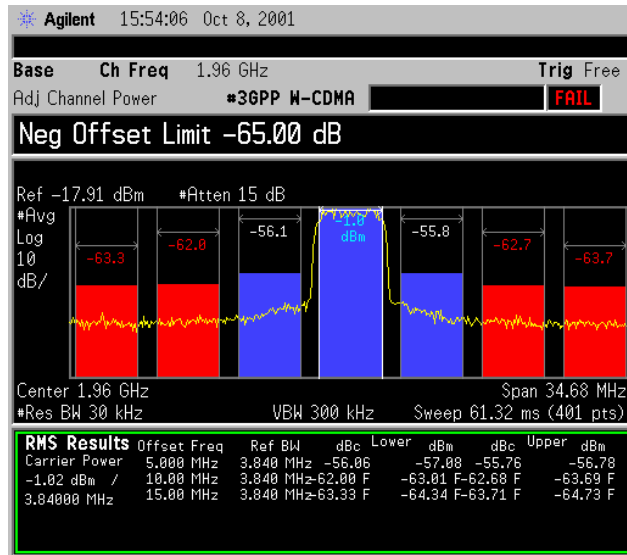 Agilent 15:54:06 Oct 8, 2001
Base Ch Freq 1.96 GHz Trig Free
Adj Channel Power #3GPP W-CDMA FAIL
Neg Offset Limit -65.00 dB
Ref -17.91 dBm #Atten 15 dB
#Avg
Log
10
dB/
-63.3 -62.0 -56.1 -1.0 dBm -55.8 -62.7 -63.7
Center 1.96 GHz Span 34.68 MHz
#Res BW 30 kHz VBW 300 kHz Sweep 61.32 ms (401 pts)
RMS Results Offset Freq Ref BW dBc Lower dBm dBc Upper dBm
Carrier Power 5.000 MHz 3.840 MHz -56.06 -57.08 -55.76 -56.78
-1.02 dBm / 10.00 MHz 3.840 MHz-62.00 F -63.01 F-62.68 F -63.69 F
3.84000 MHz 15.00 MHz 3.840 MHz-63.33 F -64.34 F-63.71 F -64.73 F